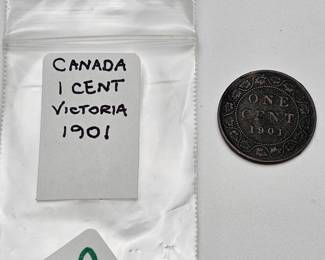 CANADA
1 CENT
VICTORIA
1901
ONE
CENT
1901